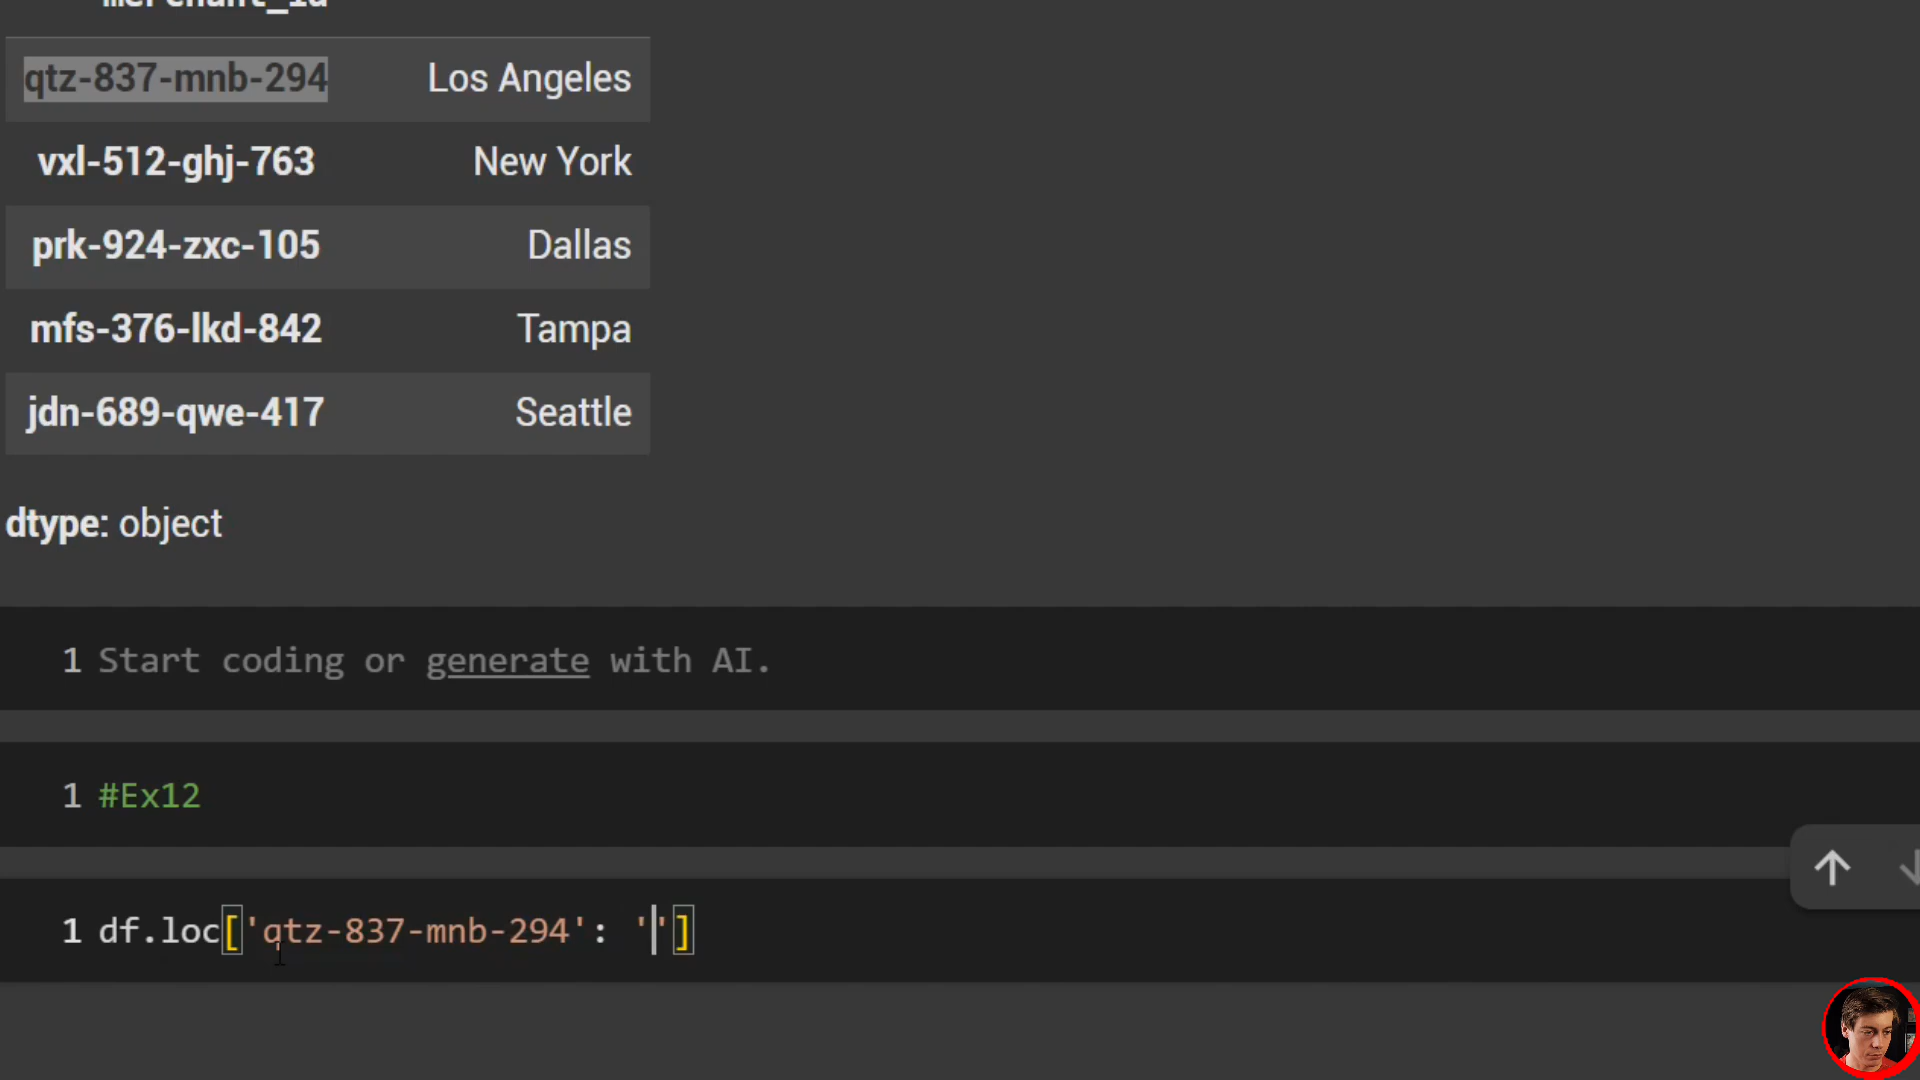 merchant_id
qtz-837-mnb-294 Los Angeles
vxl-512-ghj-763 New York
prk-924-zxc-105 Dallas
mfs-376-lkd-842 Tampa
jdn-689-qwe-417 Seattle
dtype: object
1 Start coding or generate with AI.
1 #Ex12
1 df.loc['qtz-837-mnb-294': '']